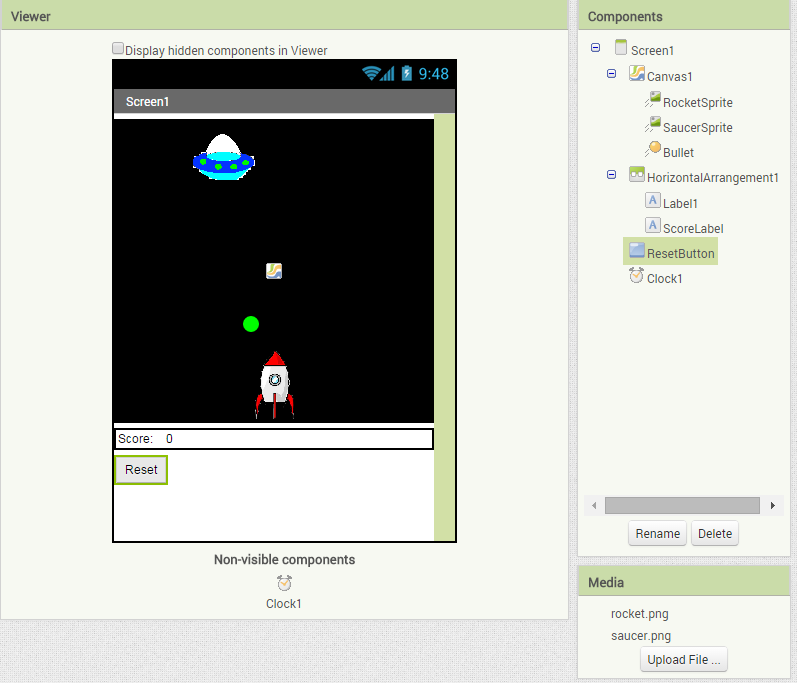 Viewer
Display hidden components in Viewer
9:48
Screen1
Score: 0
Reset
Non-visible components
Clock1
Components
Screen1
Canvas1
RocketSprite
SaucerSprite
Bullet
HorizontalArrangement1
A Label1
A ScoreLabel
ResetButton
Clock1
Rename Delete
Media
rocket.png
saucer.png
Upload File ...